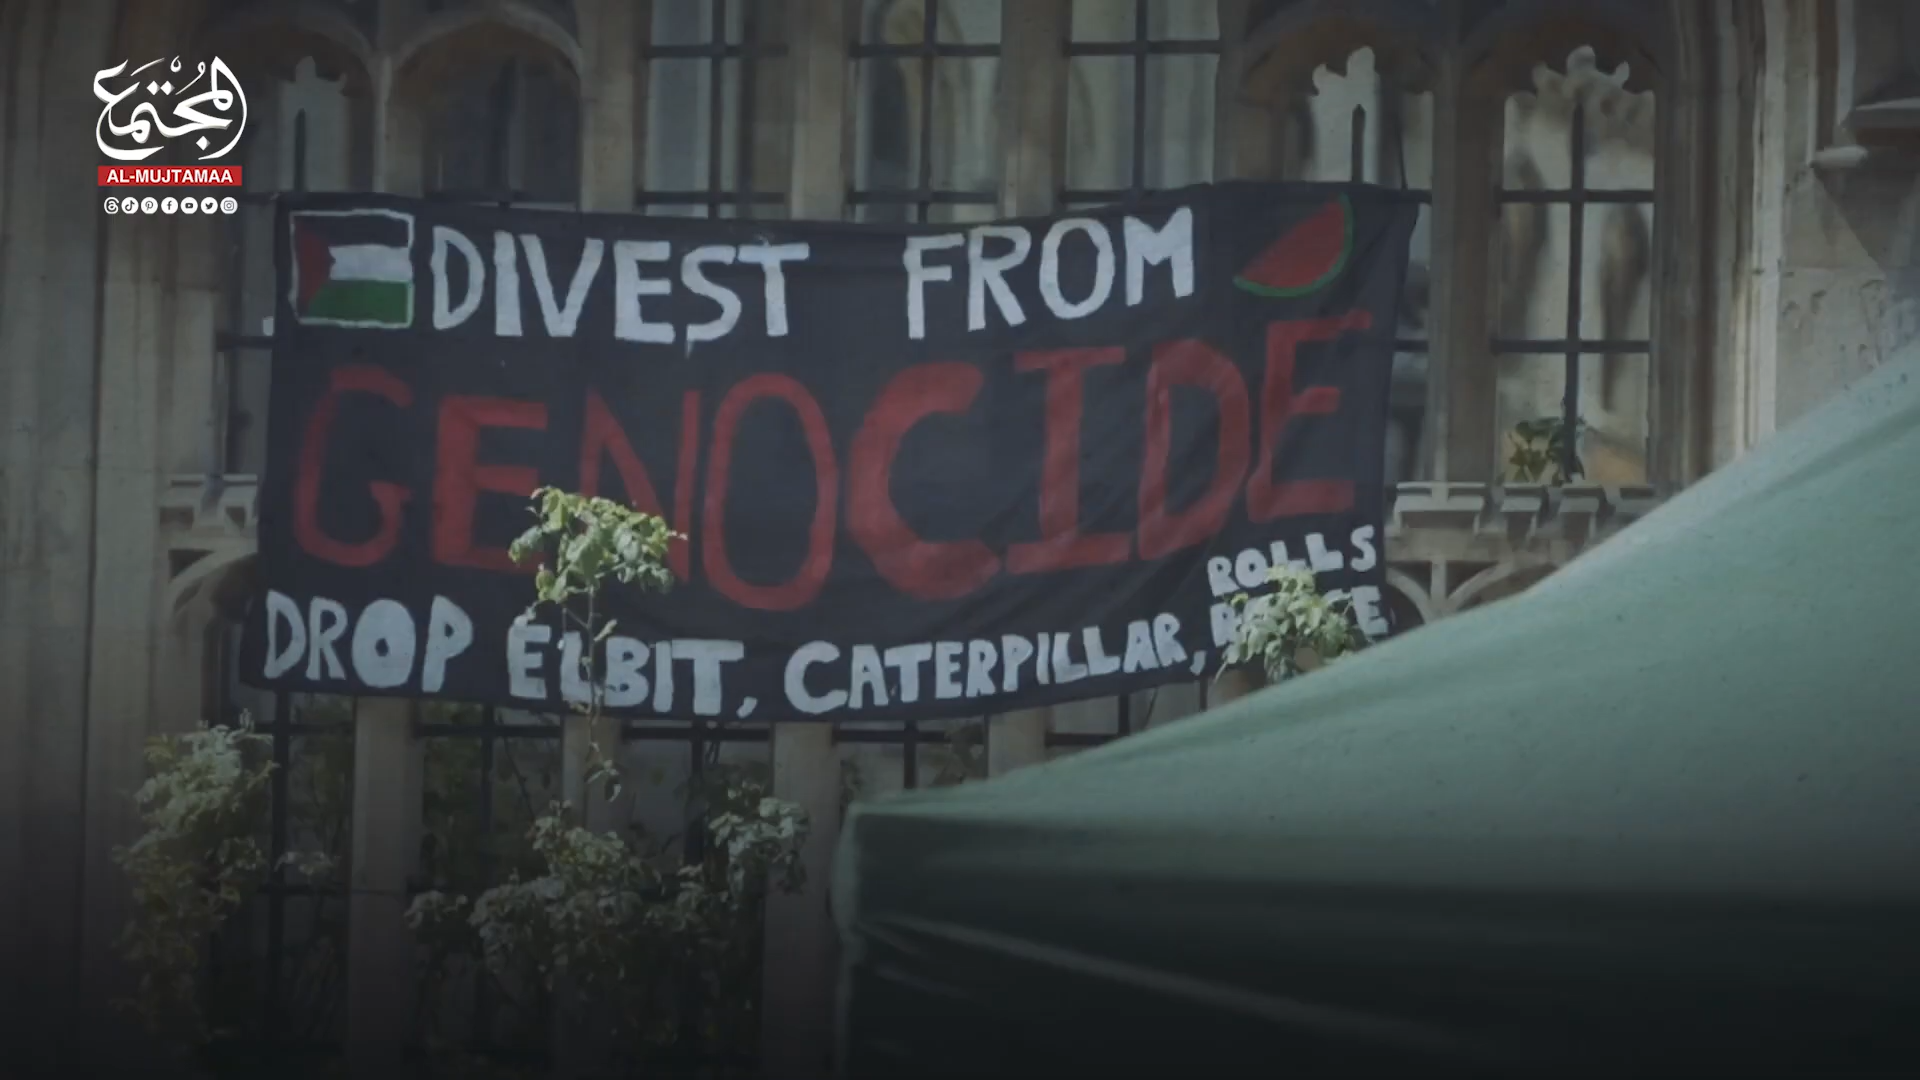 المجتمع
AL-MUJTAMAA
DIVEST FROM
GENOCIDE
ROLLS
DROP ELBIT, CATERPILLAR,